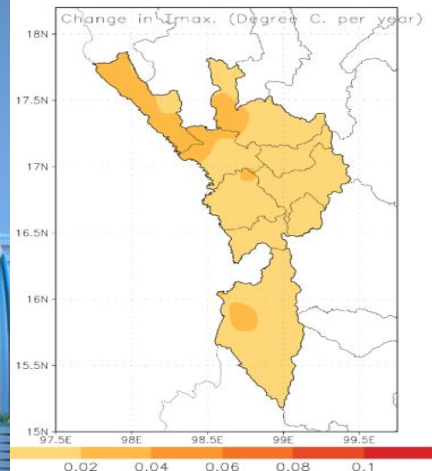 Change in Tmax. (Degree C. per year)
18N
17.5N
17N
16.5N
16N
15.5N
15N
97.5E 98E 98.5E 99E 99.5E
0.02 0.04 0.06 0.08 0.1